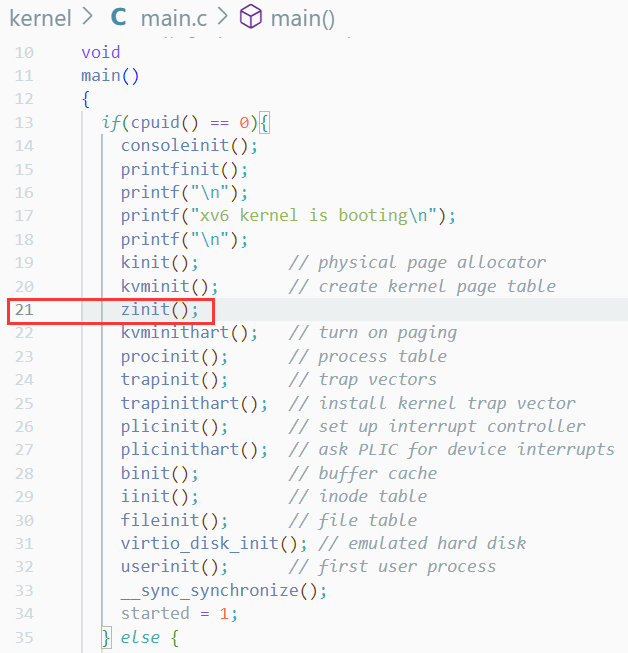 kernel > C main.c > main()
10 void
11 main()
12 {
13 if(cpuid() == 0){
14 consoleinit();
15 printfinit();
16 printf("\n");
17 printf("xv6 kernel is booting\n");
18 printf("\n");
19 kinit(); // physical page allocator
20 kvminit(); // create kernel page table
21 zinit();
22 kvminithart(); // turn on paging
23 procinit(); // process table
24 trapinit(); // trap vectors
25 trapinithart(); // install kernel trap vector
26 plicinit(); // set up interrupt controller
27 plicinithart(); // ask PLIC for device interrupts
28 binit(); // buffer cache
29 iinit(); // inode table
30 fileinit(); // file table
31 virtio_disk_init(); // emulated hard disk
32 userinit(); // first user process
33 __sync_synchronize();
34 started = 1;
35 } else {